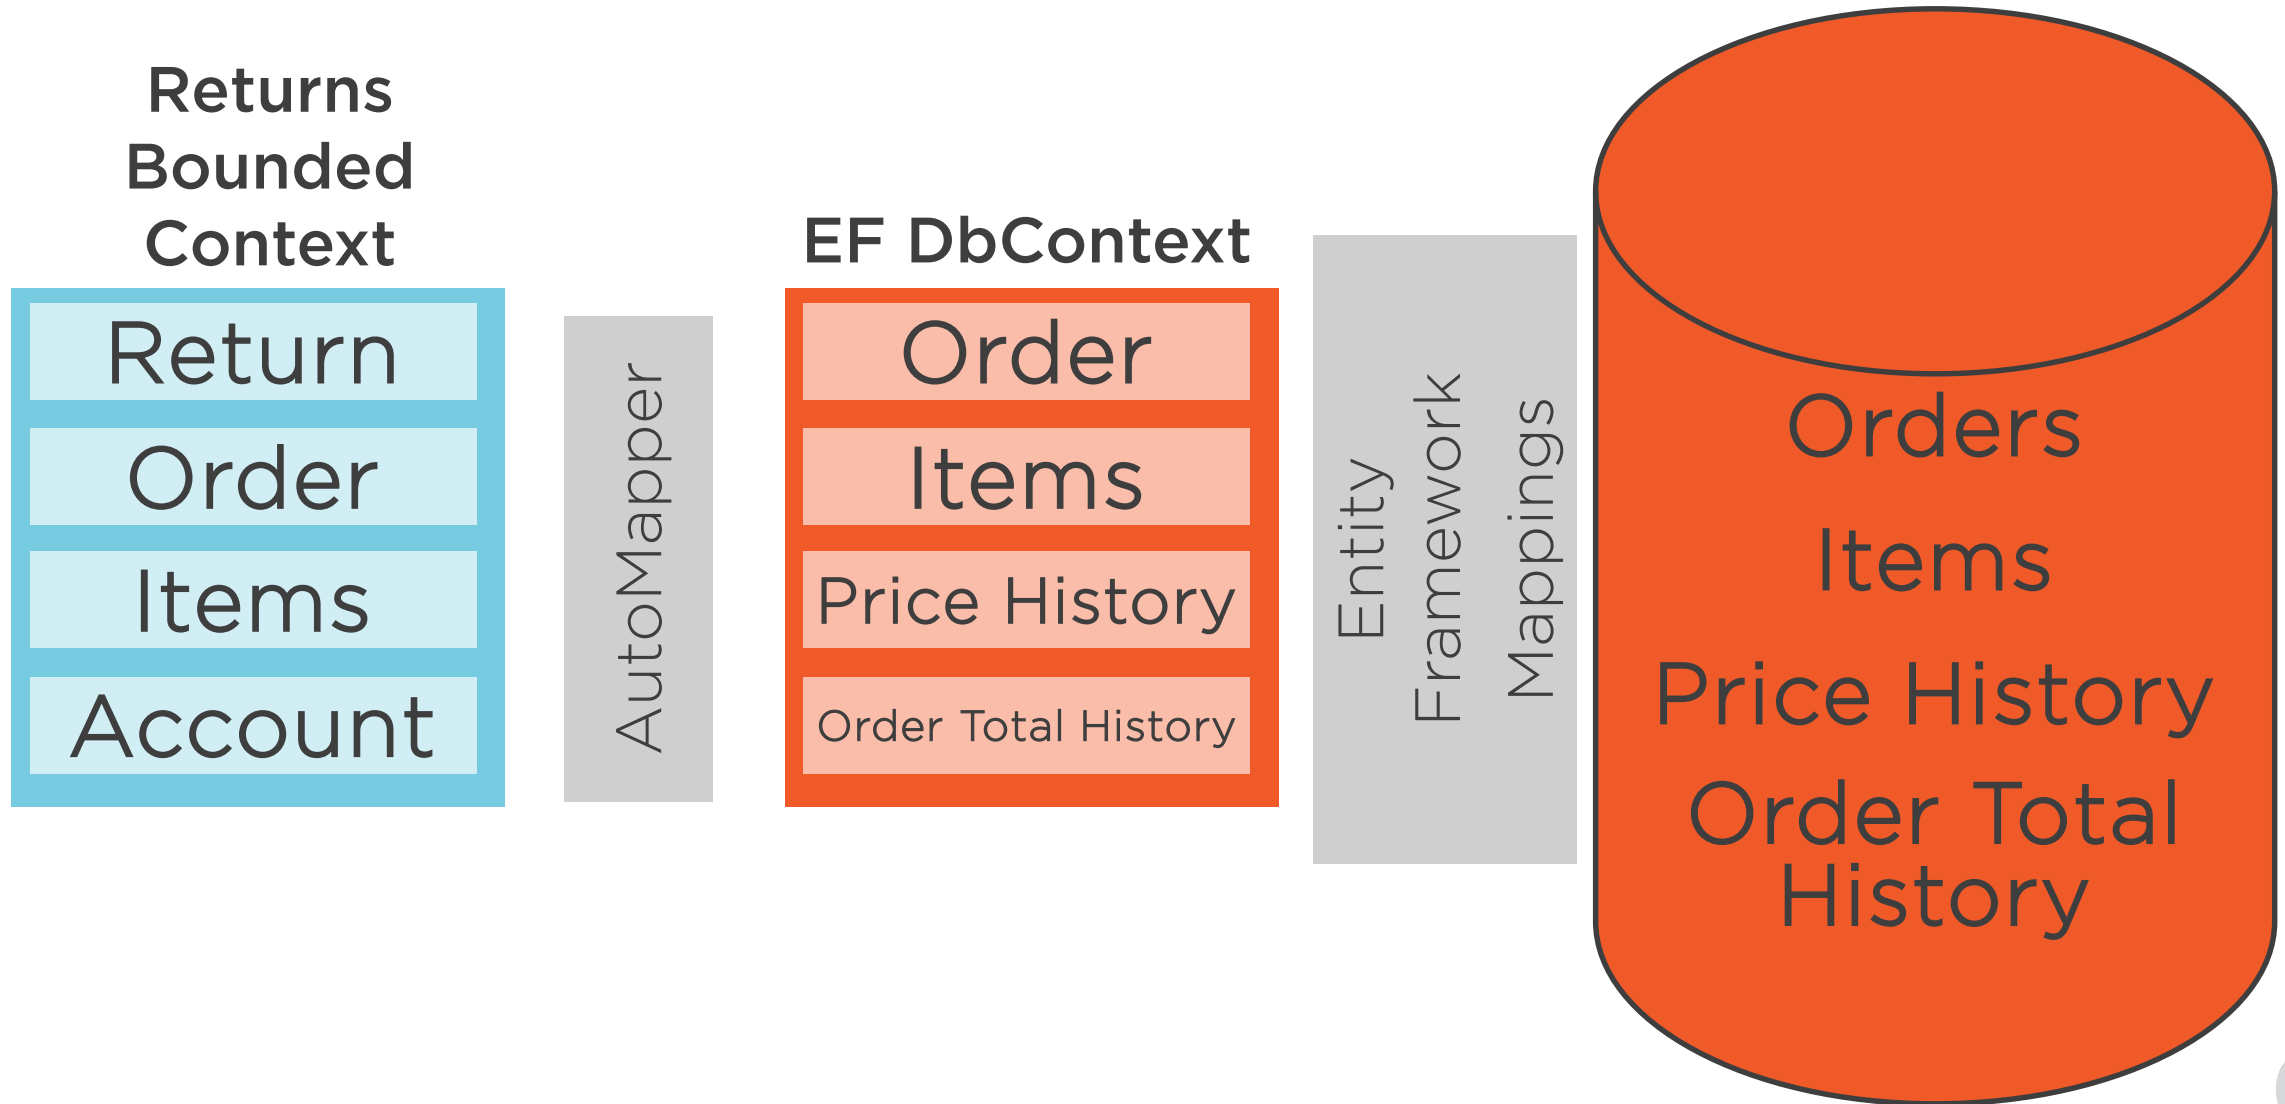 Returns
Bounded
Context
Return
Order
Items
Account
AutoMapper
EF DbContext
Order
Items
Price History
Order Total History
Entity
Framework
Mappings
Orders
Items
Price History
Order Total
History